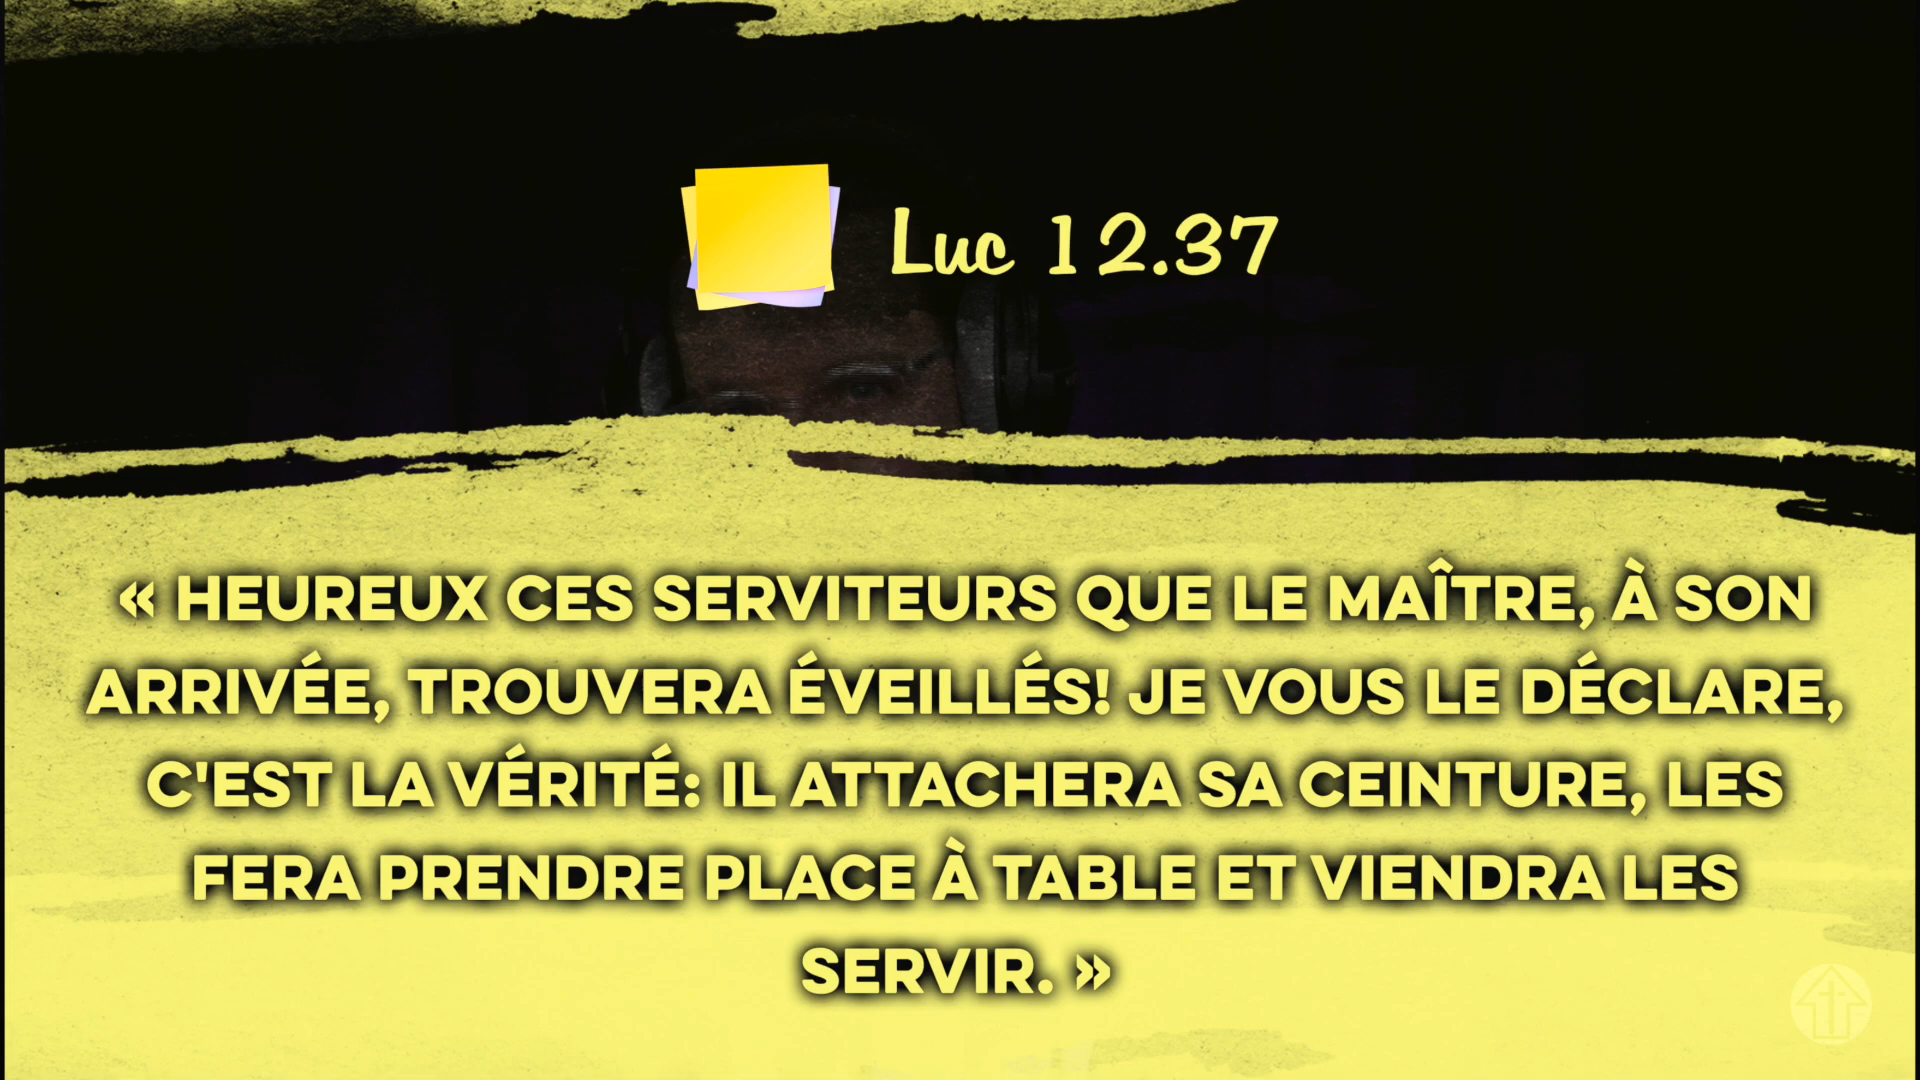 Luc 12.37
« HEUREUX CES SERVITEURS QUE LE MAÎTRE, À SON
ARRIVÉE, TROUVERA ÉVEILLÉS! JE VOUS LE DÉCLARE,
C'EST LA VÉRITÉ: IL ATTACHERA SA CEINTURE, LES
FERA PRENDRE PLACE À TABLE ET VIENDRA LES
SERVIR. »